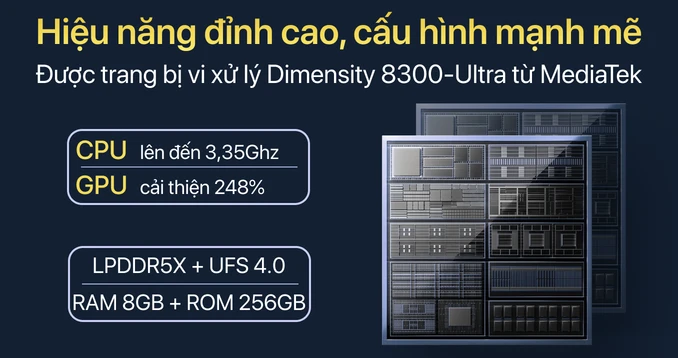 Hiệu năng đỉnh cao, cấu hình mạnh mẽ
Được trang bị vi xử lý Dimensity 8300-Ultra từ MediaTek
CPU lên đến 3,35Ghz
GPU cải thiện 248%
LPDDR5X + UFS 4.0
RAM 8GB + ROM 256GB